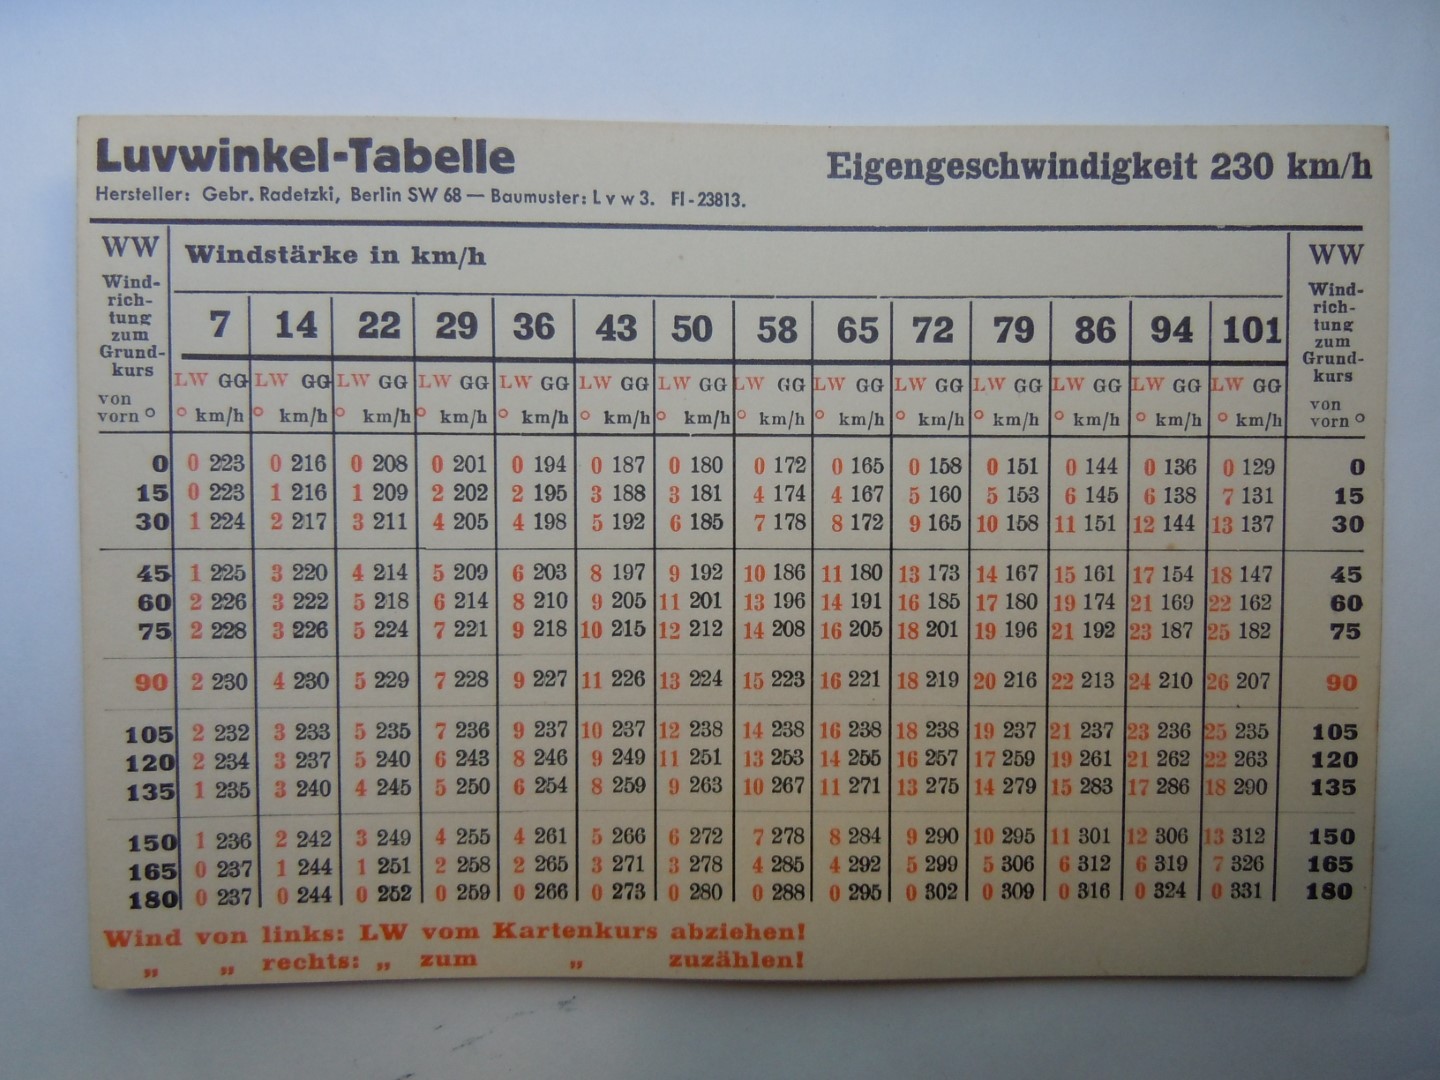 Luvwinkel-Tabelle
Eigengeschwindigkeit 230 km/h
Hersteller: Gebr. Radetzki, Berlin SW 68 — Baumuster: L v w 3. Fl-23813.
WW Windstärke in km/h WW
Wind-
rich-
tung
zum
Grund-
kurs
von
vorn °
Wind-
rich-
tung
zum
Grund-
kurs
von
vorn °
7 14 22 29 36 43 50 58 65 72 79 86 94 101
LW GG LW GG LW GG LW GG LW GG LW GG LW GG LW GG LW GG LW GG LW GG LW GG LW GG LW GG
° km/h ° km/h ° km/h ° km/h ° km/h ° km/h ° km/h ° km/h ° km/h ° km/h ° km/h ° km/h ° km/h ° km/h
0 0 223 0 216 0 208 0 201 0 194 0 187 0 180 0 172 0 165 0 158 0 151 0 144 0 136 0 129 0
15 0 223 1 216 1 209 2 202 2 195 3 188 3 181 4 174 4 167 5 160 5 153 6 145 6 138 7 131 15
30 1 224 2 217 3 211 4 205 4 198 5 192 6 185 7 178 8 172 9 165 10 158 11 151 12 144 13 137 30
45 1 225 3 220 4 214 5 209 6 203 8 197 9 192 10 186 11 180 13 173 14 167 15 161 17 154 18 147 45
60 2 226 3 222 5 218 6 214 8 210 9 205 11 201 13 196 14 191 16 185 17 180 19 174 21 169 22 162 60
75 2 228 3 226 5 224 7 221 9 218 10 215 12 212 14 208 16 205 18 201 19 196 21 192 23 187 25 182 75
90 2 230 4 230 5 229 7 228 9 227 11 226 13 224 15 223 16 221 18 219 20 216 22 213 24 210 26 207 90
105 2 232 3 233 5 235 7 236 9 237 10 237 12 238 14 238 16 238 18 238 19 237 21 237 23 236 25 235 105
120 2 234 3 237 5 240 6 243 8 246 9 249 11 251 13 253 14 255 16 257 17 259 19 261 21 262 22 263 120
135 1 235 3 240 4 245 5 250 6 254 8 259 9 263 10 267 11 271 13 275 14 279 15 283 17 286 18 290 135
150 1 236 2 242 3 249 4 255 4 261 5 266 6 272 7 278 8 284 9 290 10 295 11 301 12 306 13 312 150
165 0 237 1 244 1 251 2 258 2 265 3 271 3 278 4 285 4 292 5 299 5 306 6 312 6 319 7 326 165
180 0 237 0 244 0 252 0 259 0 266 0 273 0 280 0 288 0 295 0 302 0 309 0 316 0 324 0 331 180
Wind von links: LW vom Kartenkurs abziehen!
„ „ rechts: „ zum „ zuzählen!